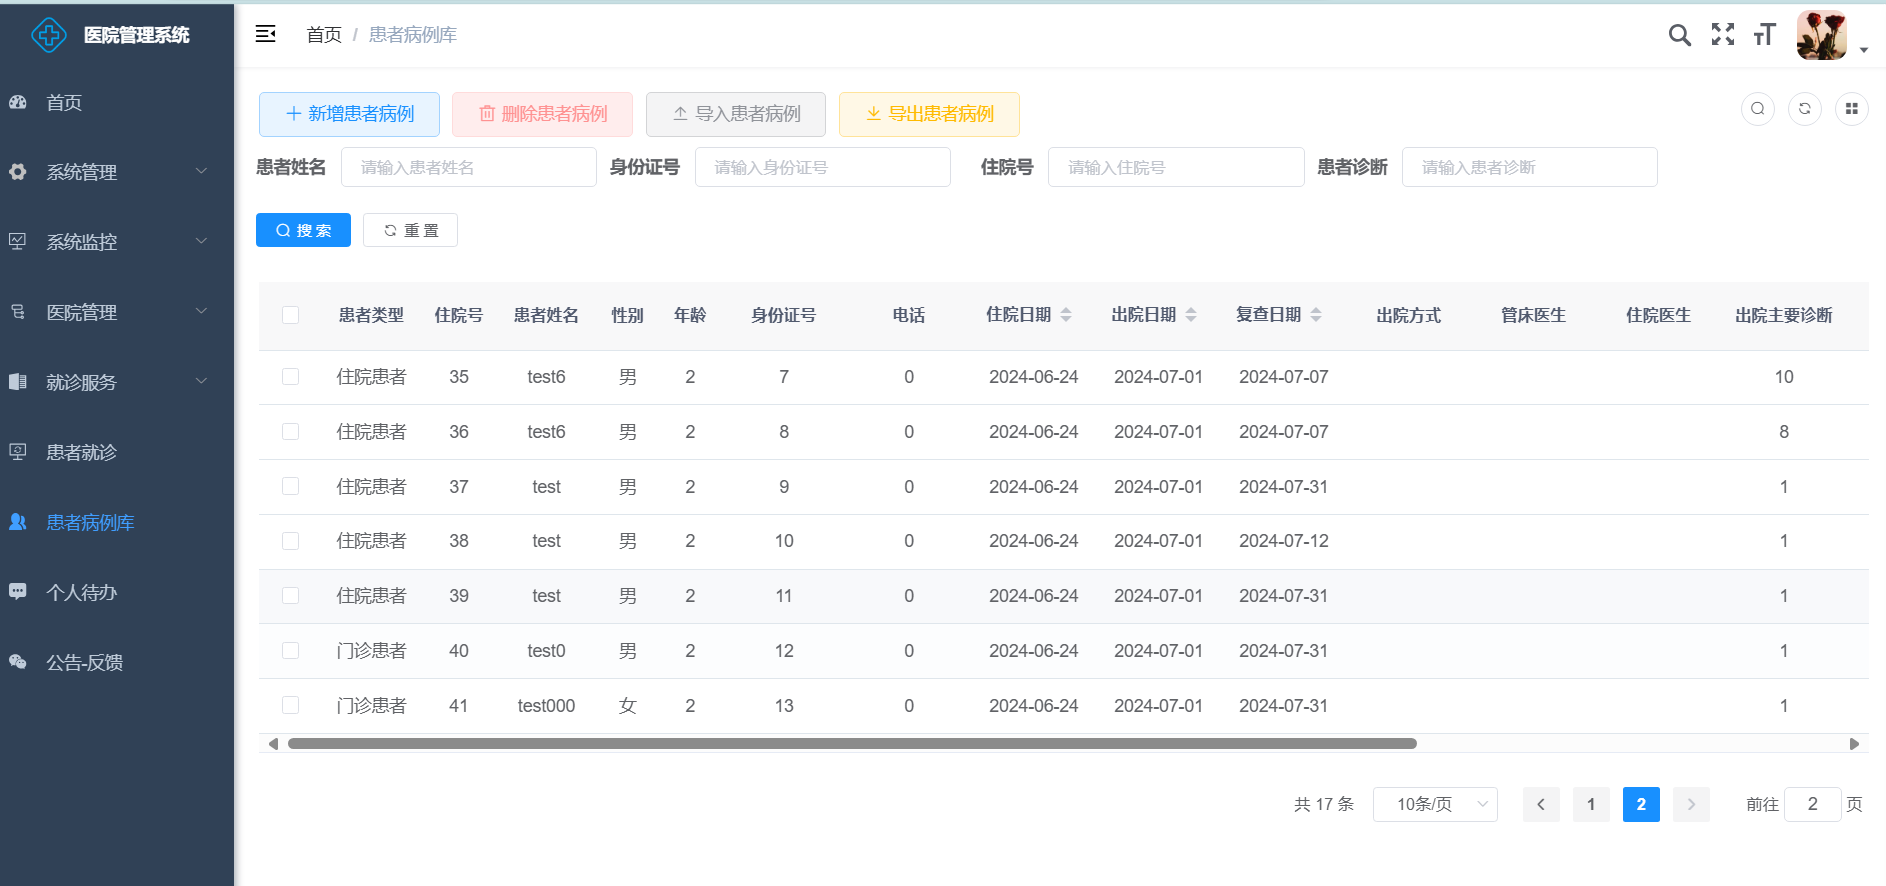 医院管理系统
首页 / 患者病例库
首页
系统管理
系统监控
医院管理
就诊服务
患者就诊
患者病例库
个人待办
公告-反馈
新增患者病例 删除患者病例 导入患者病例 导出患者病例
患者姓名 请输入患者姓名 身份证号 请输入身份证号 住院号 请输入住院号 患者诊断 请输入患者诊断
搜索 重置
患者类型 住院号 患者姓名 性别 年龄 身份证号 电话 住院日期 出院日期 复查日期 出院方式 管床医生 住院医生 出院主要诊断
住院患者 35 test6 男 2 7 0 2024-06-24 2024-07-01 2024-07-07 10
住院患者 36 test6 男 2 8 0 2024-06-24 2024-07-01 2024-07-07 8
住院患者 37 test 男 2 9 0 2024-06-24 2024-07-01 2024-07-31 1
住院患者 38 test 男 2 10 0 2024-06-24 2024-07-01 2024-07-12 1
住院患者 39 test 男 2 11 0 2024-06-24 2024-07-01 2024-07-31 1
门诊患者 40 test0 男 2 12 0 2024-06-24 2024-07-01 2024-07-31 1
门诊患者 41 test000 女 2 13 0 2024-06-24 2024-07-01 2024-07-31 1
共 17 条 10条/页 1 2 前往 2 页